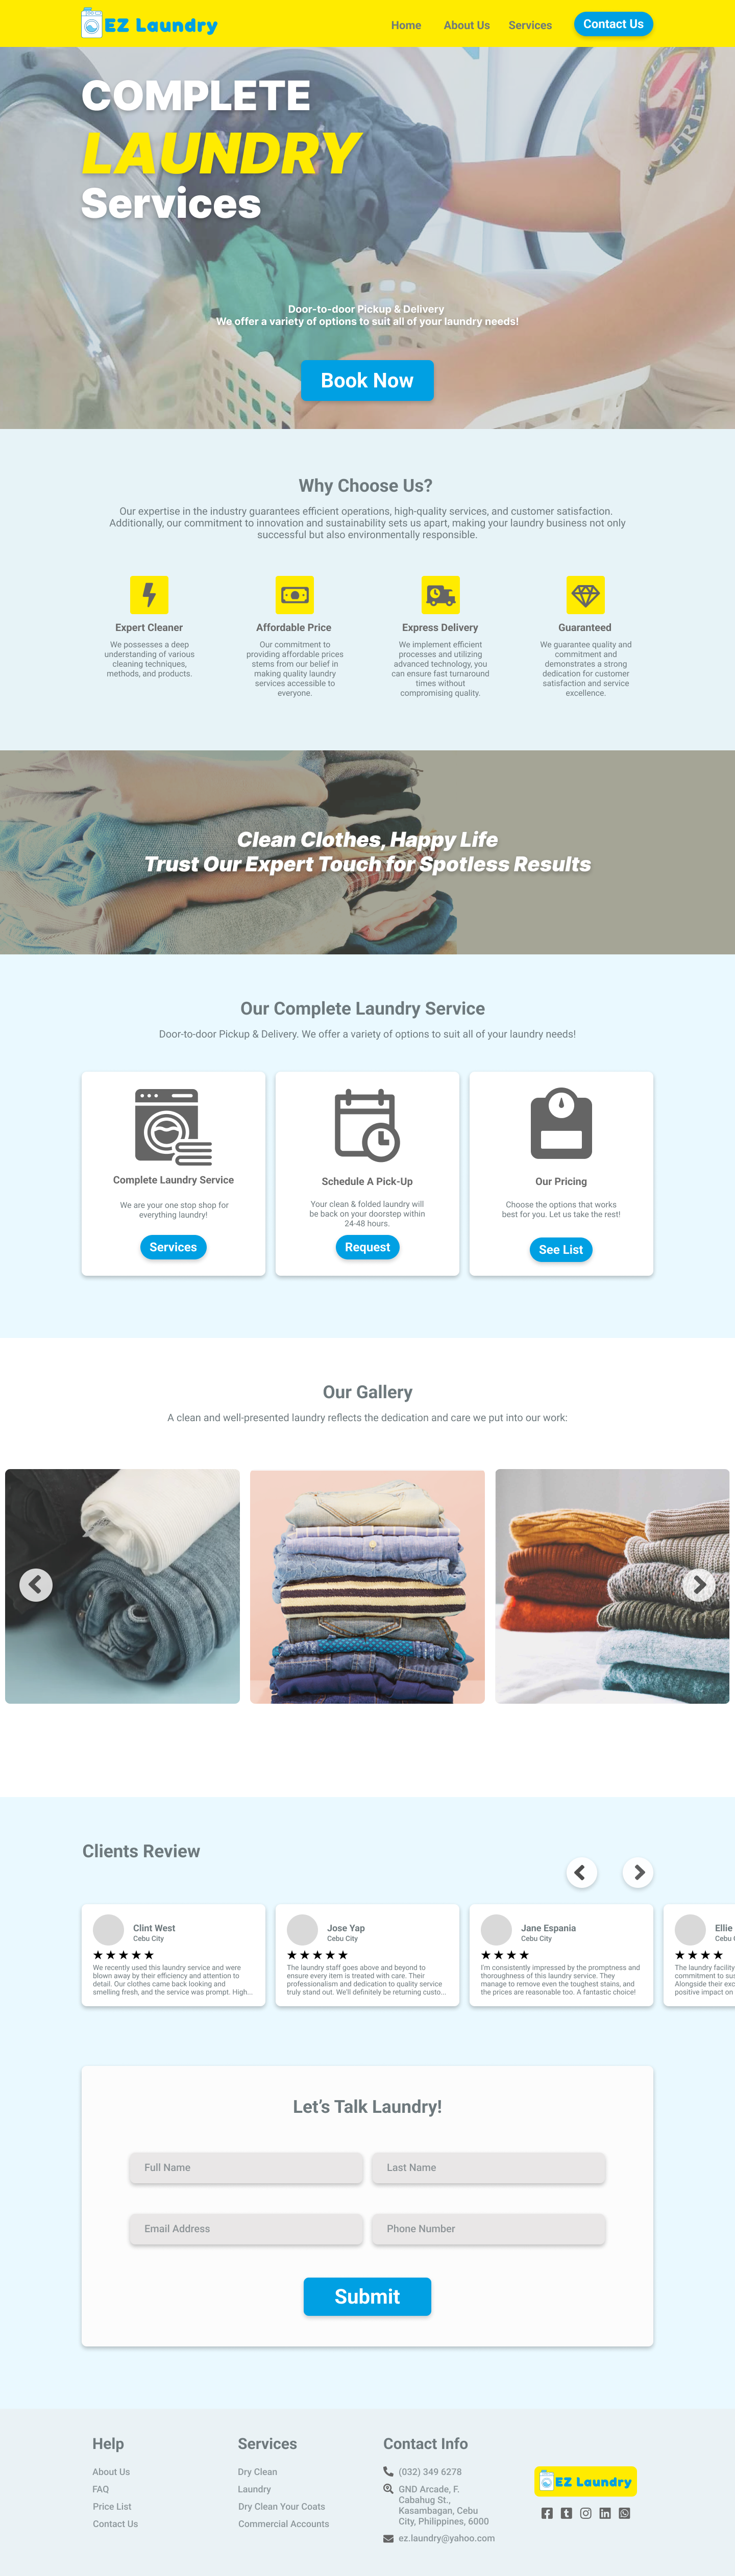 EZ Laundry
Home
About Us
Services
Contact Us
COMPLETE
LAUNDRY
Services
Door-to-door Pickup & Delivery
We offer a variety of options to suit all of your laundry needs!
Book Now
Why Choose Us?
Our expertise in the industry guarantees efficient operations, high-quality services, and customer satisfaction.
Additionally, our commitment to innovation and sustainability sets us apart, making your laundry business not only
successful but also environmentally responsible.
Expert Cleaner
We possesses a deep
understanding of various
cleaning techniques,
methods, and products.
Affordable Price
Our commitment to
providing affordable prices
stems from our belief in
making quality laundry
services accessible to
everyone.
Express Delivery
We implement efficient
processes and utilizing
advanced technology, you
can ensure fast turnaround
times without
compromising quality.
Guaranteed
We guarantee quality and
commitment and
demonstrates a strong
dedication for customer
satisfaction and service
excellence.
Clean Clothes, Happy Life
Trust Our Expert Touch for Spotless Results
Our Complete Laundry Service
Door-to-door Pickup & Delivery. We offer a variety of options to suit all of your laundry needs!
Complete Laundry Service
We are your one stop shop for
everything laundry!
Services
Schedule A Pick-Up
Your clean & folded laundry will
be back on your doorstep within
24-48 hours.
Request
Our Pricing
Choose the options that works
best for you. Let us take the rest!
See List
Our Gallery
A clean and well-presented laundry reflects the dedication and care we put into our work:
Clients Review
Clint West
Cebu City
We recently used this laundry service and were
blown away by their efficiency and attention to
detail. Our clothes came back looking and
smelling fresh, and the service was prompt. High...
Jose Yap
Cebu City
The laundry staff goes above and beyond to
ensure every item is treated with care. Their
professionalism and dedication to quality service
truly stand out. We'll definitely be returning custo...
Jane Espania
Cebu City
I'm consistently impressed by the promptness and
thoroughness of this laundry service. They
manage to remove even the toughest stains, and
the prices are reasonable too. A fantastic choice!
Ellie
Cebu
The laundry facility
commitment to sus
Alongside their exc
positive impact on
Let's Talk Laundry!
Full Name
Last Name
Email Address
Phone Number
Submit
Help
About Us
FAQ
Price List
Contact Us
Services
Dry Clean
Laundry
Dry Clean Your Coats
Commercial Accounts
Contact Info
(032) 349 6278
GND Arcade, F.
Cabahug St.,
Kasambagan, Cebu
City, Philippines, 6000
ez.laundry@yahoo.com
EZ Laundry